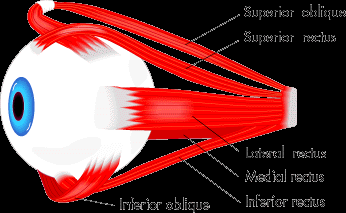 Superior oblique
Superior rectus
Lateral rectus
Medial rectus
Inferior rectus
Inferior oblique